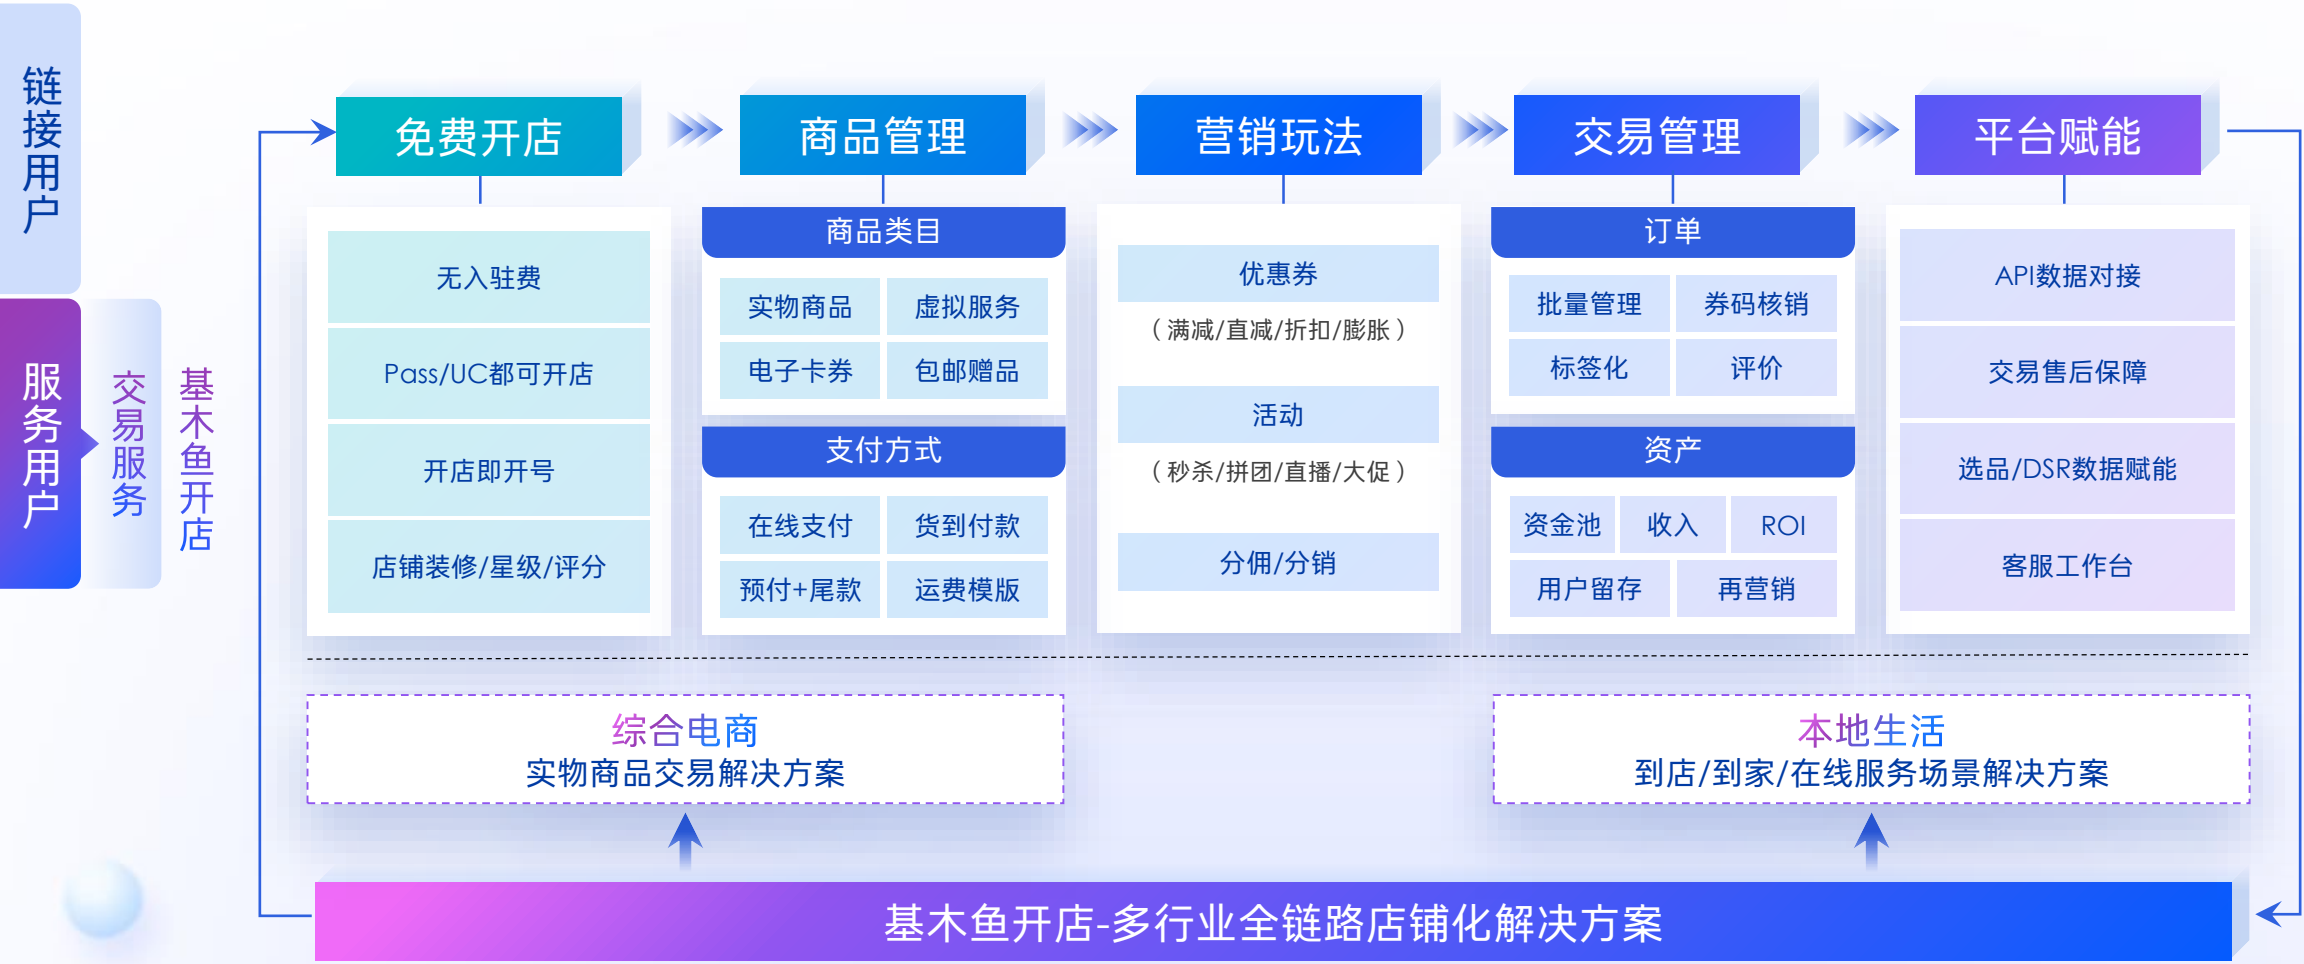 链接用户
服务用户
交易服务
基木鱼开店
免费开店
商品管理
营销玩法
交易管理
平台赋能
无入驻费
Pass/UC都可开店
开店即开号
店铺装修/星级/评分
商品类目
实物商品
虚拟服务
电子卡券
包邮赠品
支付方式
在线支付
货到付款
预付+尾款
运费模版
优惠券
（满减/直减/折扣/膨胀）
活动
（秒杀/拼团/直播/大促）
分佣/分销
订单
批量管理
券码核销
标签化
评价
资产
资金池
收入
ROI
用户留存
再营销
API数据对接
交易售后保障
选品/DSR数据赋能
客服工作台
综合电商
实物商品交易解决方案
本地生活
到店/到家/在线服务场景解决方案
基木鱼开店-多行业全链路店铺化解决方案